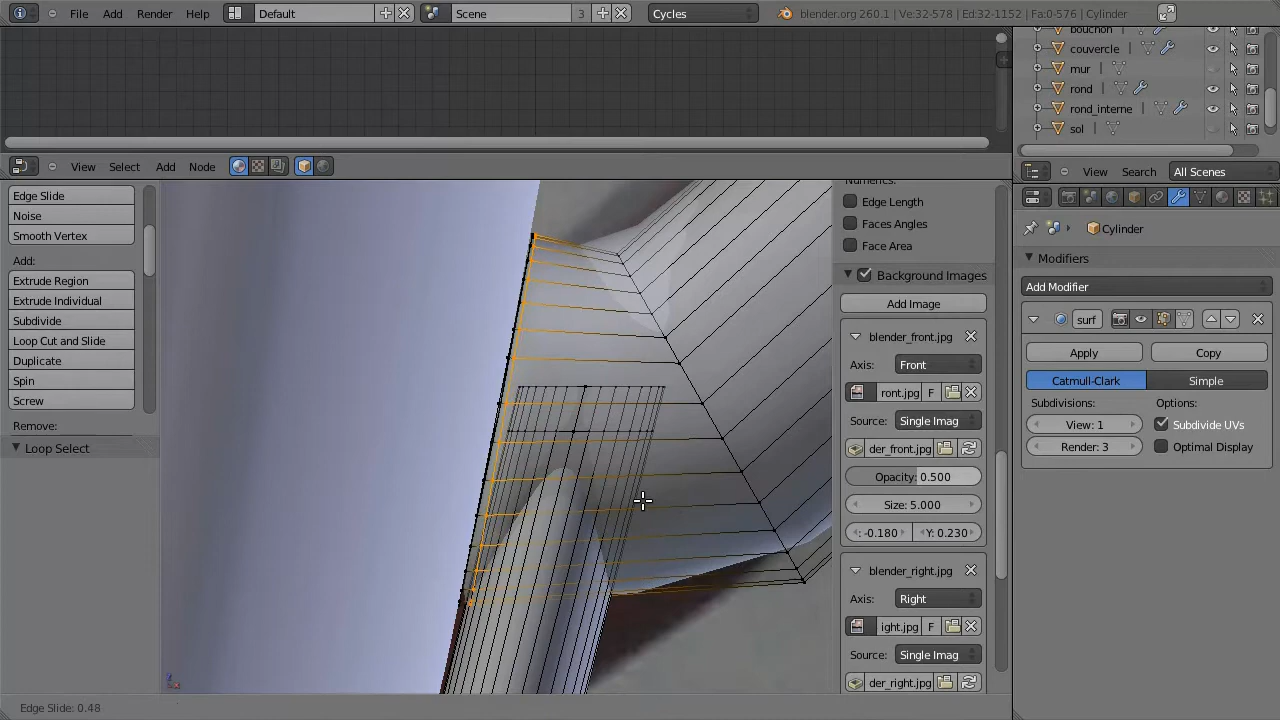 File Add Render Help Default Scene 3 Cycles blender.org 260.1 | Ve:32-578 | Ed:32-1152 | Fa:0-576 | Cylinder
bouchon
couvercle
mur
rond
rond_interne
sol
View Select Add Node
View Search All Scenes
Edge Slide
Noise
Smooth Vertex
Add:
Extrude Region
Extrude Individual
Subdivide
Loop Cut and Slide
Duplicate
Spin
Screw
Remove:
Loop Select
Numerics:
Edge Length
Faces Angles
Face Area
Background Images
Add Image
blender_front.jpg
Axis: Front
ront.jpg F
Source: Single Imag
der_front.jpg
Opacity: 0.500
Size: 5.000
: -0.180 Y: 0.230
blender_right.jpg
Axis: Right
ight.jpg F
Source: Single Imag
der_right.jpg
Cylinder
Modifiers
Add Modifier
surf
Apply Copy
Catmull-Clark Simple
Subdivisions: Options:
View: 1 Subdivide UVs
Render: 3 Optimal Display
Edge Slide: 0.48